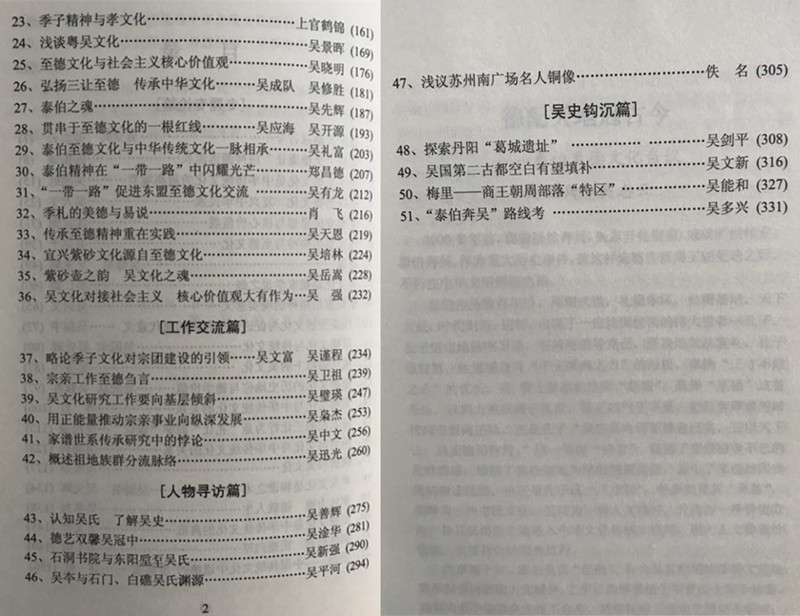 23、季子精神与孝文化……………………上官鹤锦 (161)
24、浅谈粤吴文化…………………………吴景晖 (169)
25、至德文化与社会主义核心价值观………吴晓明 (176)
26、弘扬三让至德 传承中华文化……吴成队 吴修胜 (181)
27、泰伯之魂………………………………吴先辉 (187)
28、贯串于至德文化的一根红线……吴应海 吴开源 (193)
29、泰伯至德文化与中华传统文化一脉相承…吴礼富 (203)
30、泰伯精神在“一带一路”中闪耀光芒……郑昌德 (207)
31、“一带一路”促进东盟至德文化交流 ……吴有龙 (212)
32、季札的美德与易说……………………肖 飞 (216)
33、传承至德精神重在实践…………………吴天恩 (219)
34、宜兴紫砂文化源自至德文化……………吴培林 (224)
35、紫砂壶之韵 吴文化之魂………………吴岳嵩 (228)
36、吴文化对接社会主义 核心价值观大有作为…吴 强 (232)
[工作交流篇]
37、略论季子文化对宗团建设的引领……吴文富 吴谨程 (234)
38、宗亲工作至德刍言……………………吴卫祖 (239)
39、吴文化研究工作要向基层倾斜…………吴璧瑛 (247)
40、用正能量推动宗亲事业向纵深发展………吴枭杰 (253)
41、家谱世系传承研究中的悖论……………吴中文 (256)
42、概述祖地族群分流脉络…………………吴迅光 (260)
[人物寻访篇]
43、认知吴氏 了解吴史……………………吴善辉 (275)
44、德艺双馨吴冠中………………………吴淦华 (281)
45、石洞书院与东阳墅至吴氏………………吴新强 (290)
46、吴岑与石门、白礁吴氏渊源……………吴平河 (294)
2
47、浅议苏州南广场名人铜像………………佚 名 (305)
[吴史钩沉篇]
48、探索丹阳“葛城遗址” ………………吴剑平 (308)
49、吴国第二古都空白有望填补……………吴文新 (316)
50、梅里——商王朝周部落“特区”………吴能和 (327)
51、“泰伯奔吴”路线考……………………吴多兴 (331)